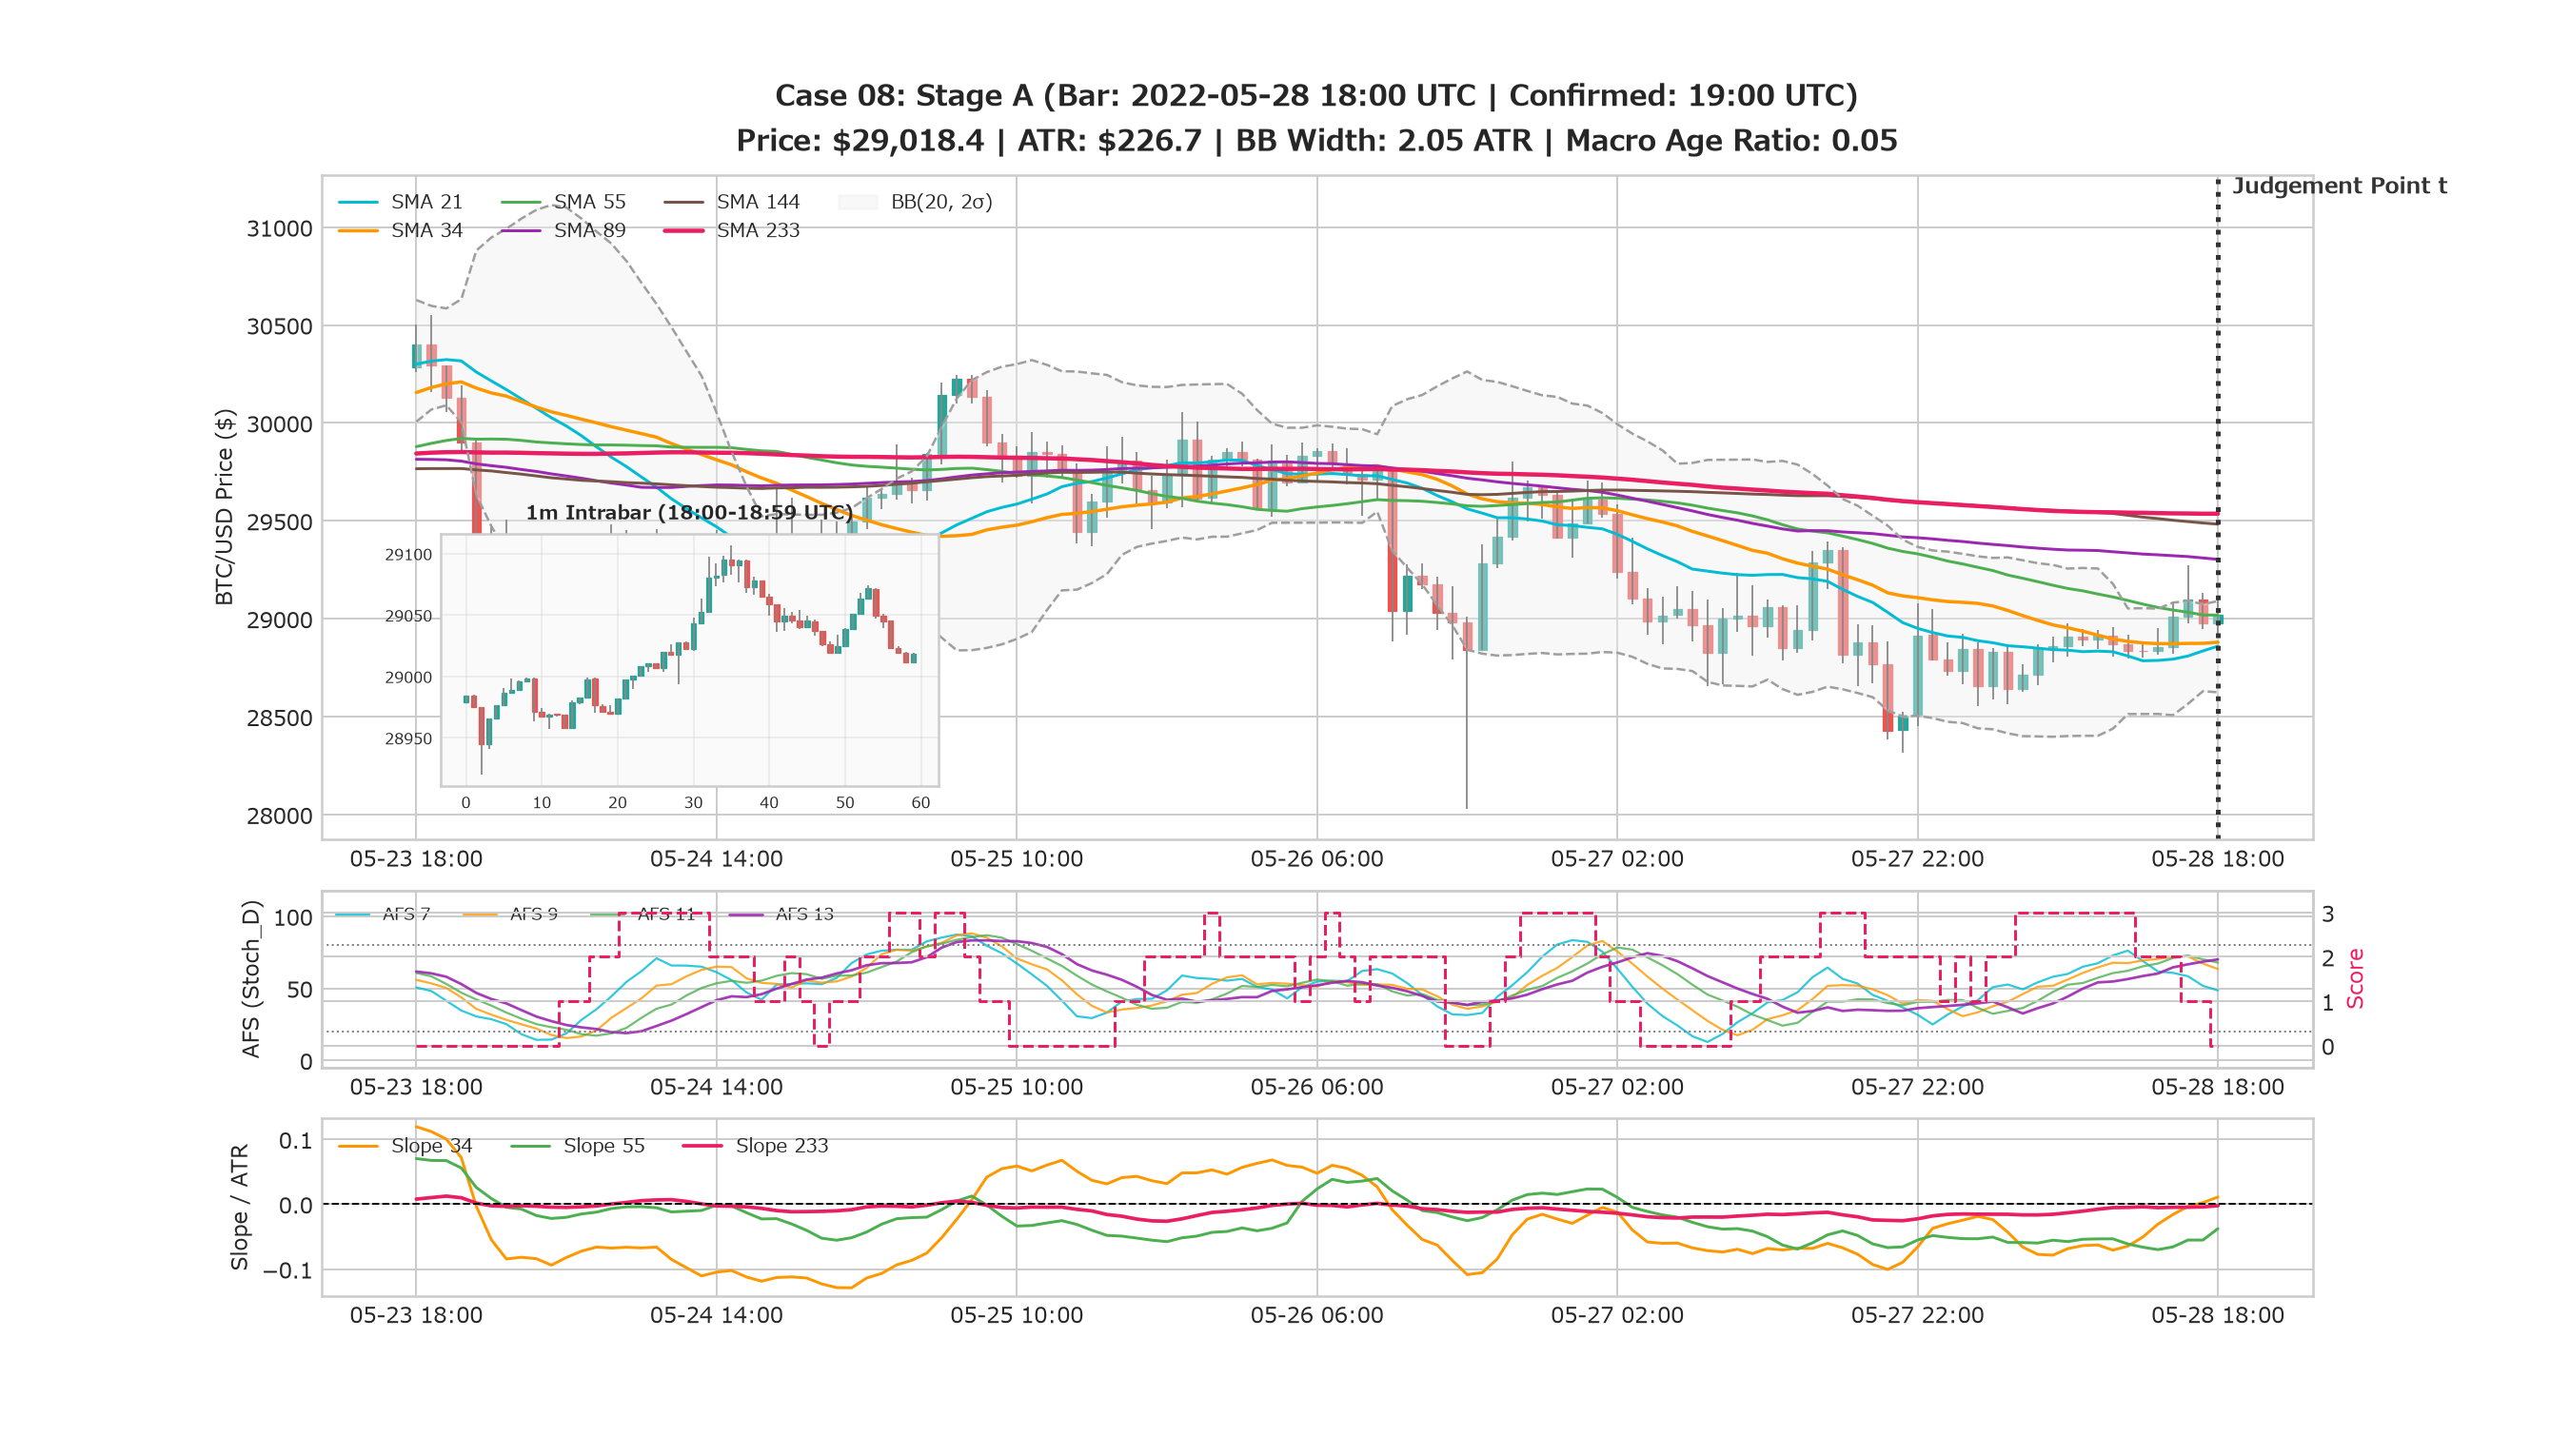 Case 08: Stage A (Bar: 2022-05-28 18:00 UTC | Confirmed: 19:00 UTC)
Price: $29,018.4 | ATR: $226.7 | BB Width: 2.05 ATR | Macro Age Ratio: 0.05
Judgement Point t
SMA 21 SMA 55 SMA 144 BB(20, 2σ)
SMA 34 SMA 89 SMA 233
BTC/USD Price ($)
31000
30500
30000
29500
29000
28500
28000
1m Intrabar (18:00-18:59 UTC)
29100
29050
29000
28950
0 10 20 30 40 50 60
05-23 18:00 05-24 14:00 05-25 10:00 05-26 06:00 05-27 02:00 05-27 22:00 05-28 18:00
AFS (Stoch_D)
AFS 7 AFS 9 AFS 11 AFS 13
100
50
0
3
2
1
0
Score
05-23 18:00 05-24 14:00 05-25 10:00 05-26 06:00 05-27 02:00 05-27 22:00 05-28 18:00
Slope / ATR
Slope 34 Slope 55 Slope 233
0.1
0.0
−0.1
05-23 18:00 05-24 14:00 05-25 10:00 05-26 06:00 05-27 02:00 05-27 22:00 05-28 18:00